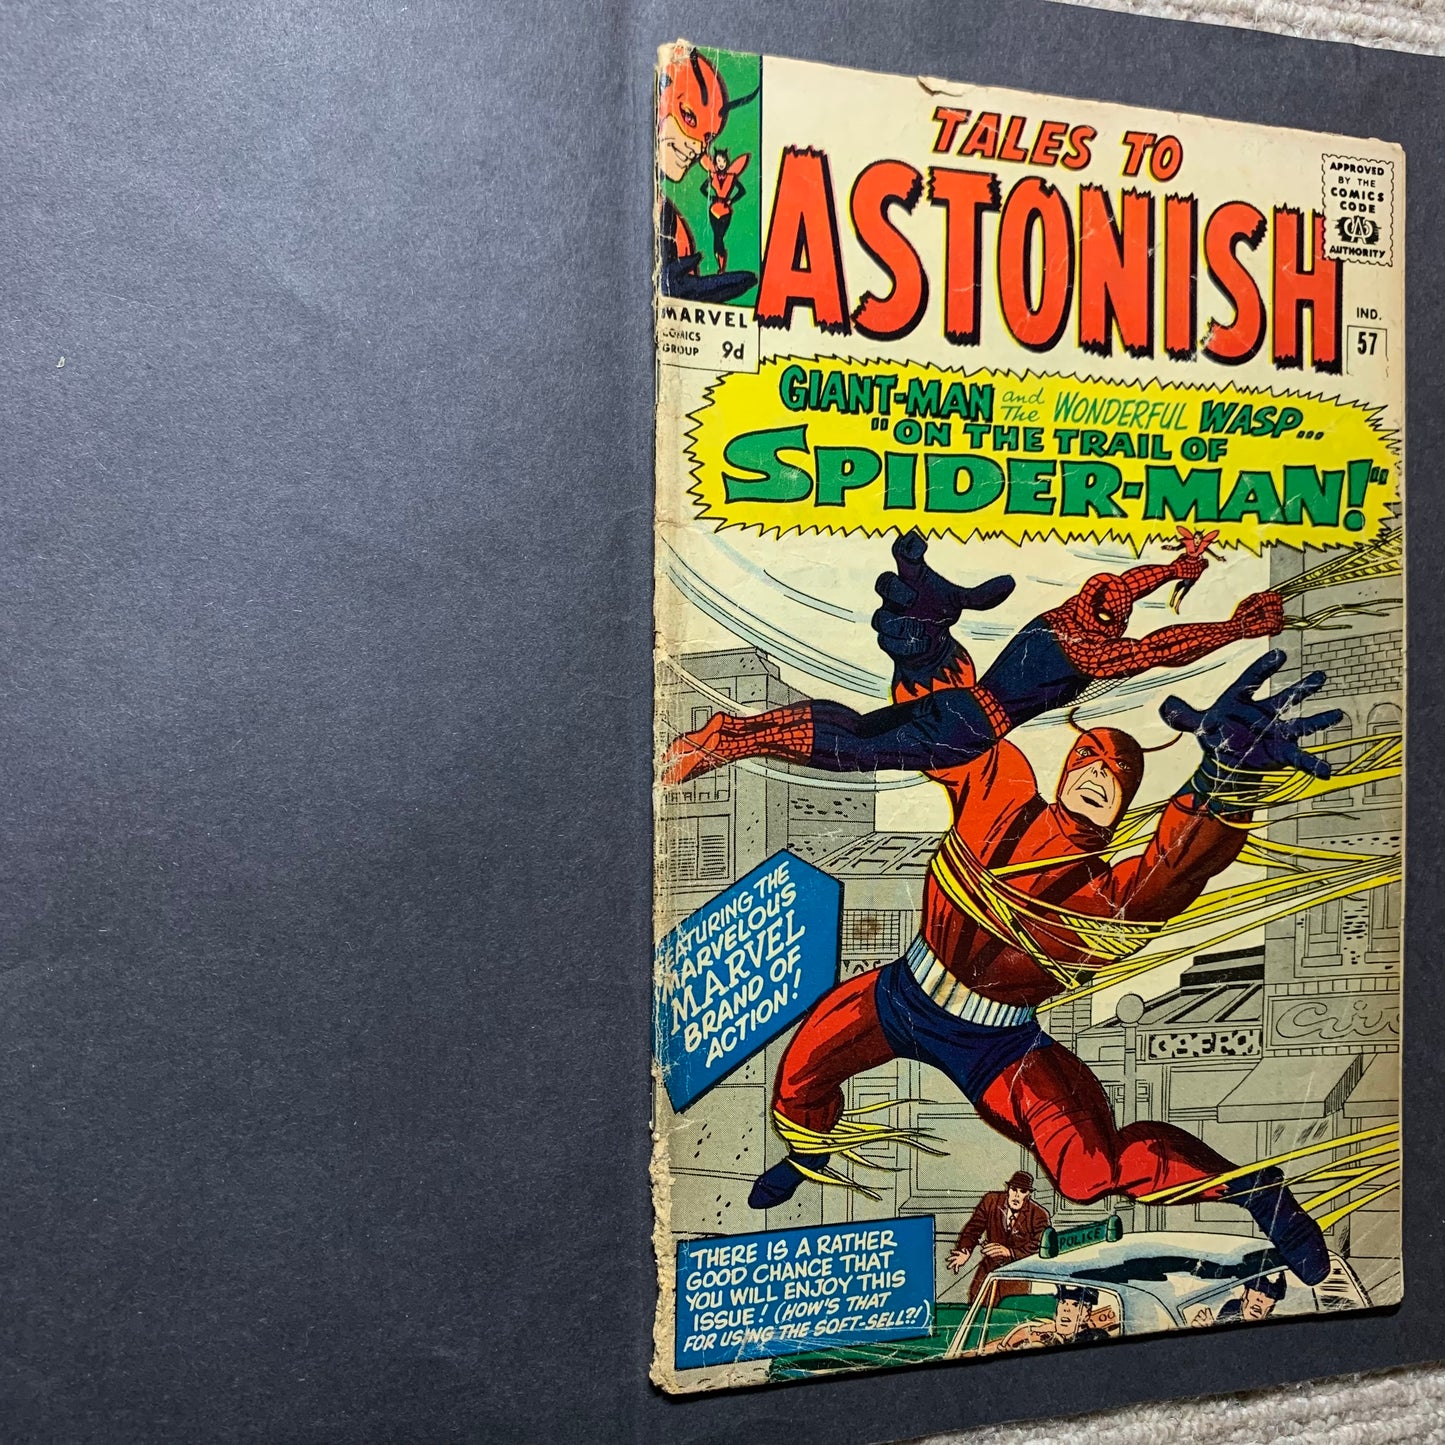 TALES TO
ASTONISH
APPROVED
BY THE
COMICS
CODE
CA
AUTHORITY
MARVEL
COMICS
GROUP 9d
IND.
57
GIANT-MAN and The WONDERFUL WASP...
"ON THE TRAIL OF
SPIDER-MAN!"
FEATURING THE
MARVELOUS
MARVEL
BRAND OF
ACTION!
POLICE
THERE IS A RATHER
GOOD CHANCE THAT
YOU WILL ENJOY THIS
ISSUE! (HOW'S THAT
FOR USING THE SOFT-SELL?!)